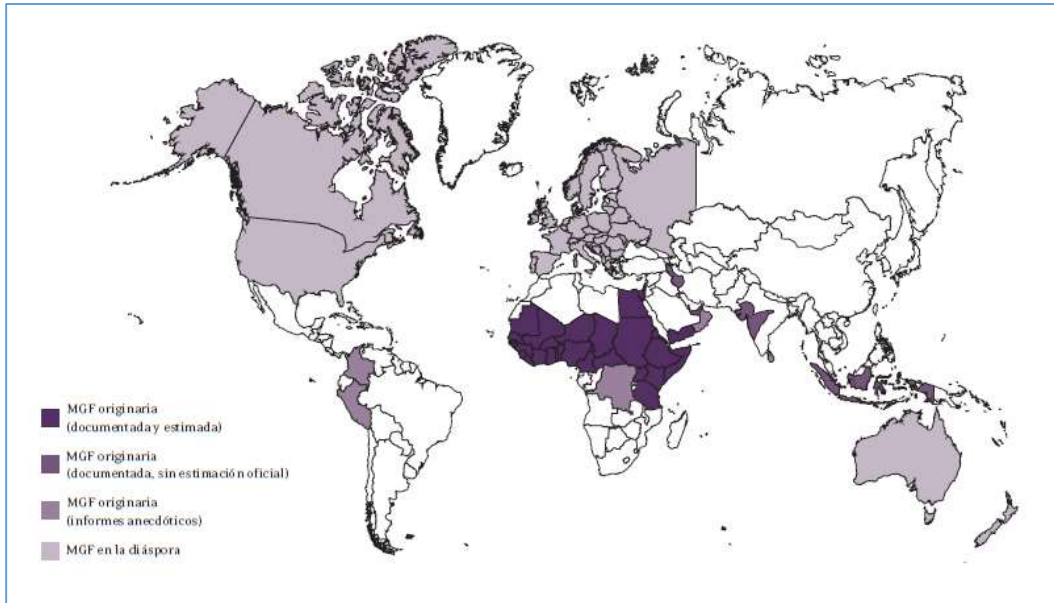 MGF originaria
(documentada y estimada)
MGF originaria
(documentada, sin estimación oficial)
MGF originaria
(informes anecdóticos)
MGF en la diáspora